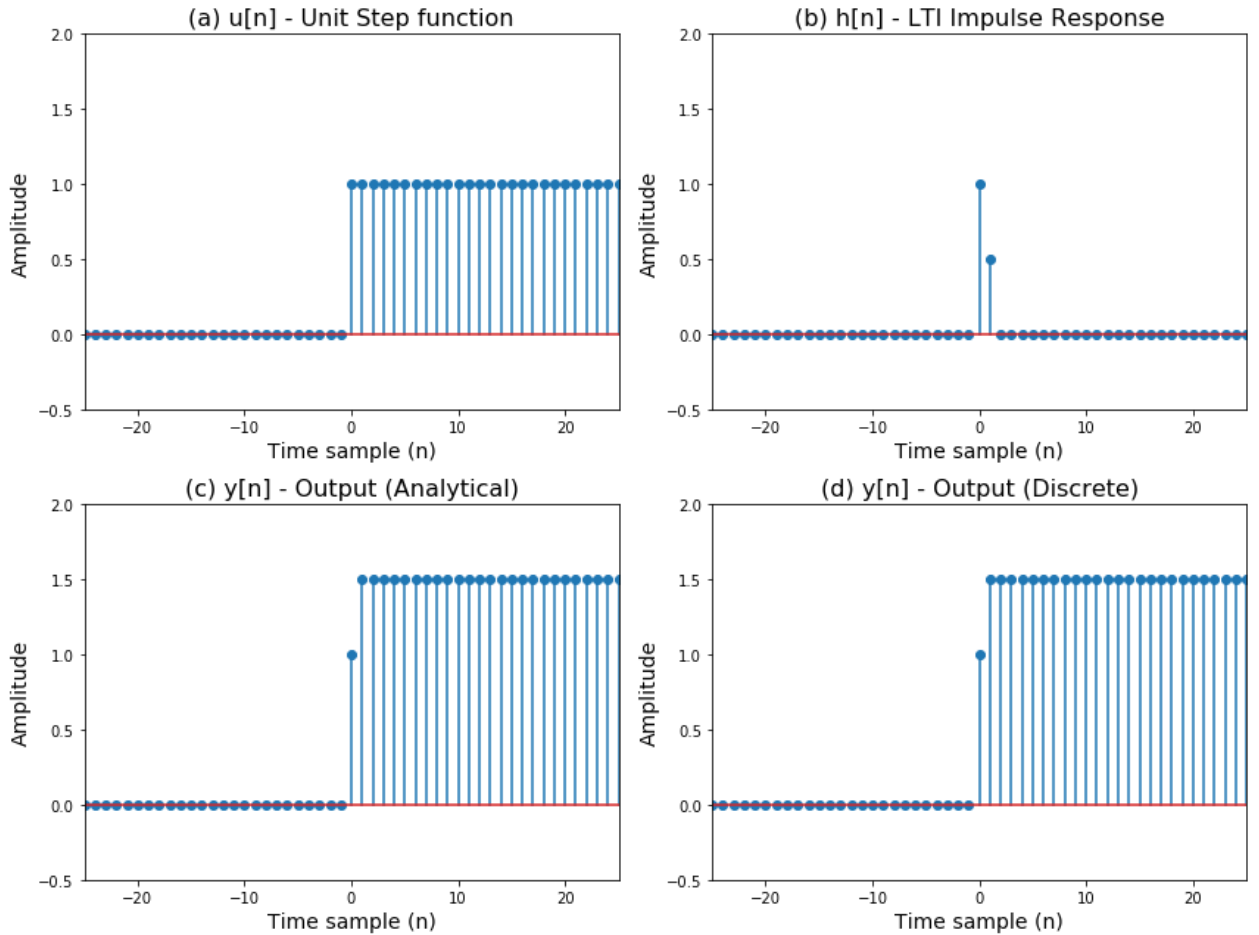 (a) u[n] - Unit Step function
2.0
1.5
1.0
0.5
0.0
−0.5
Amplitude
−20 −10 0 10 20
Time sample (n)
(b) h[n] - LTI Impulse Response
2.0
1.5
1.0
0.5
0.0
−0.5
Amplitude
−20 −10 0 10 20
Time sample (n)
(c) y[n] - Output (Analytical)
2.0
1.5
1.0
0.5
0.0
−0.5
Amplitude
−20 −10 0 10 20
Time sample (n)
(d) y[n] - Output (Discrete)
2.0
1.5
1.0
0.5
0.0
−0.5
Amplitude
−20 −10 0 10 20
Time sample (n)